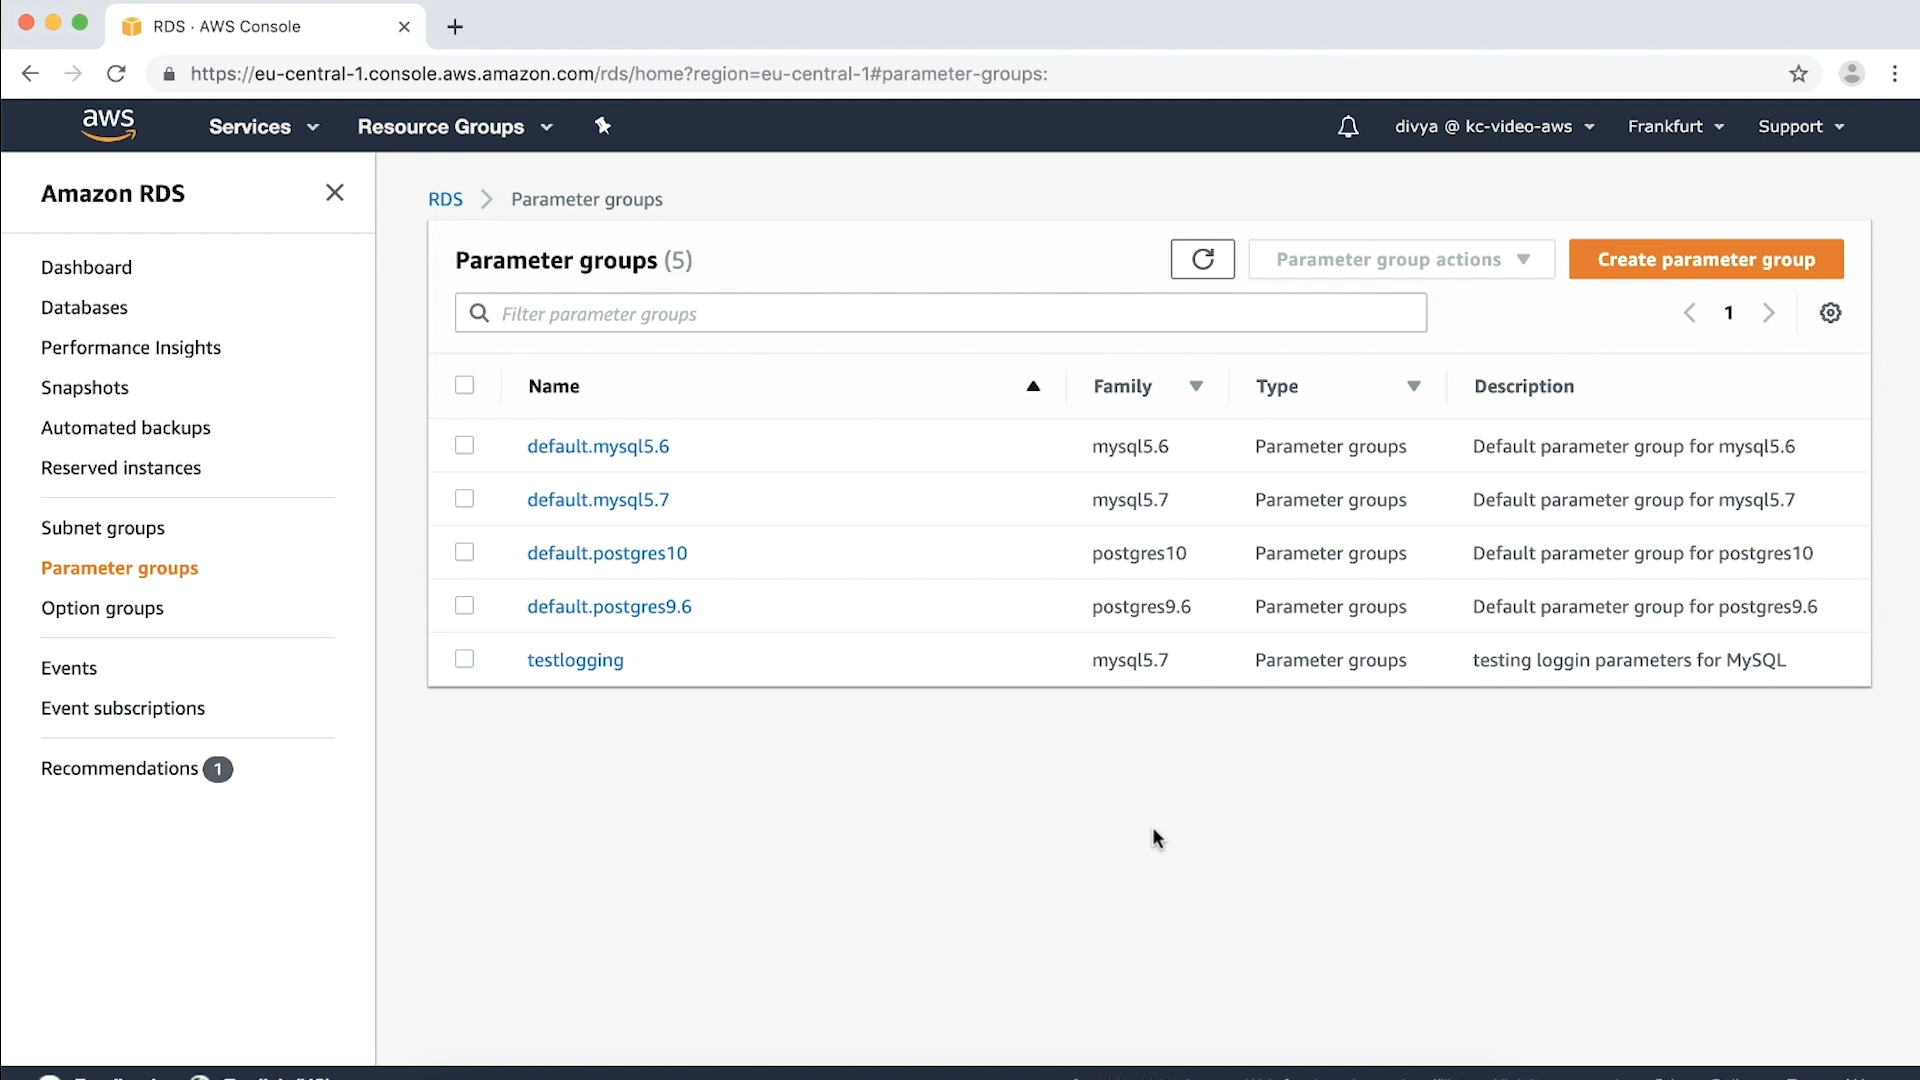 RDS · AWS Console
https://eu-central-1.console.aws.amazon.com/rds/home?region=eu-central-1#parameter-groups:
aws Services Resource Groups divya @ kc-video-aws Frankfurt Support
Amazon RDS
Dashboard
Databases
Performance Insights
Snapshots
Automated backups
Reserved instances
Subnet groups
Parameter groups
Option groups
Events
Event subscriptions
Recommendations 1
RDS Parameter groups
Parameter groups (5) Parameter group actions Create parameter group
Filter parameter groups 1
Name Family Type Description
default.mysql5.6 mysql5.6 Parameter groups Default parameter group for mysql5.6
default.mysql5.7 mysql5.7 Parameter groups Default parameter group for mysql5.7
default.postgres10 postgres10 Parameter groups Default parameter group for postgres10
default.postgres9.6 postgres9.6 Parameter groups Default parameter group for postgres9.6
testlogging mysql5.7 Parameter groups testing loggin parameters for MySQL